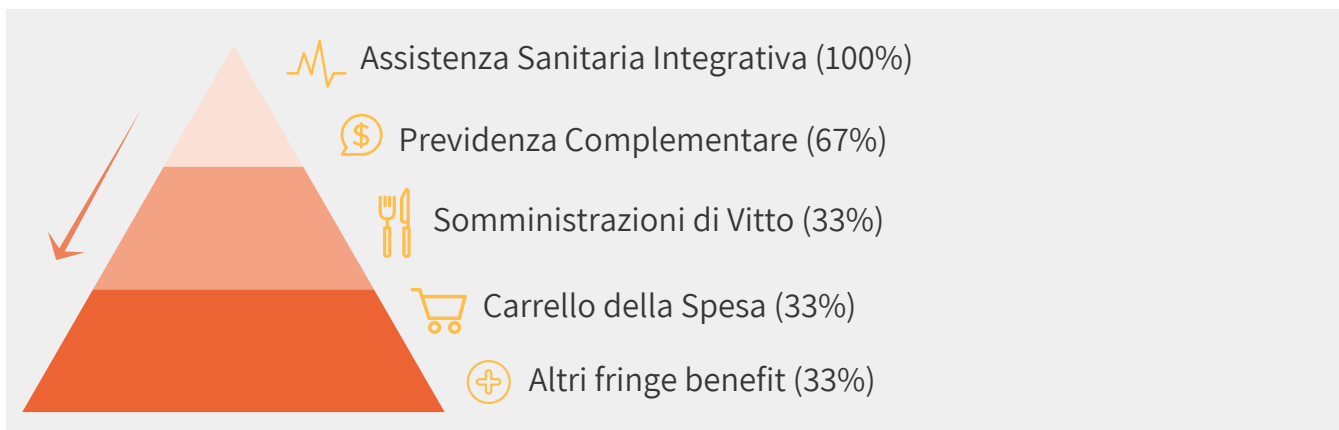 Assistenza Sanitaria Integrativa (100%)
Previdenza Complementare (67%)
Somministrazioni di Vitto (33%)
Carrello della Spesa (33%)
Altri fringe benefit (33%)